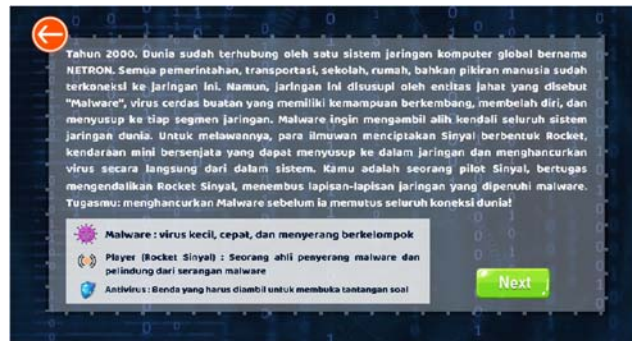 Tahun 2000. Dunia sudah terhubung oleh satu sistem jaringan komputer global bernama
NETRON. Semua pemerintahan, transportasi, sekolah, rumah, bahkan pikiran manusia sudah
terkoneksi ke jaringan ini. Namun, jaringan ini disusupi oleh entitas jahat yang disebut
"Malware", virus cerdas buatan yang memiliki kemampuan berkembang, membelah diri, dan
menyusup ke tiap segmen jaringan. Malware ingin mengambil alih kendali seluruh sistem
jaringan dunia. Untuk melawannya, para ilmuwan menciptakan Sinyal berbentuk Rocket,
kendaraan mini bersenjata yang dapat menyusup ke dalam jaringan dan menghancurkan
virus secara langsung dari dalam sistem. Kamu adalah seorang pilot Sinyal, bertugas
mengendalikan Rocket Sinyal, menembus lapisan-lapisan jaringan yang dipenuhi malware.
Tugasmu: menghancurkan Malware sebelum ia memutus seluruh koneksi dunia!
Malware : virus kecil, cepat, dan menyerang berkelompok
Player (Rocket Sinyal) : Seorang ahli penyerang malware dan
pelindung dari serangan malware
Antivirus : Benda yang harus diambil untuk membuka tantangan soal
Next